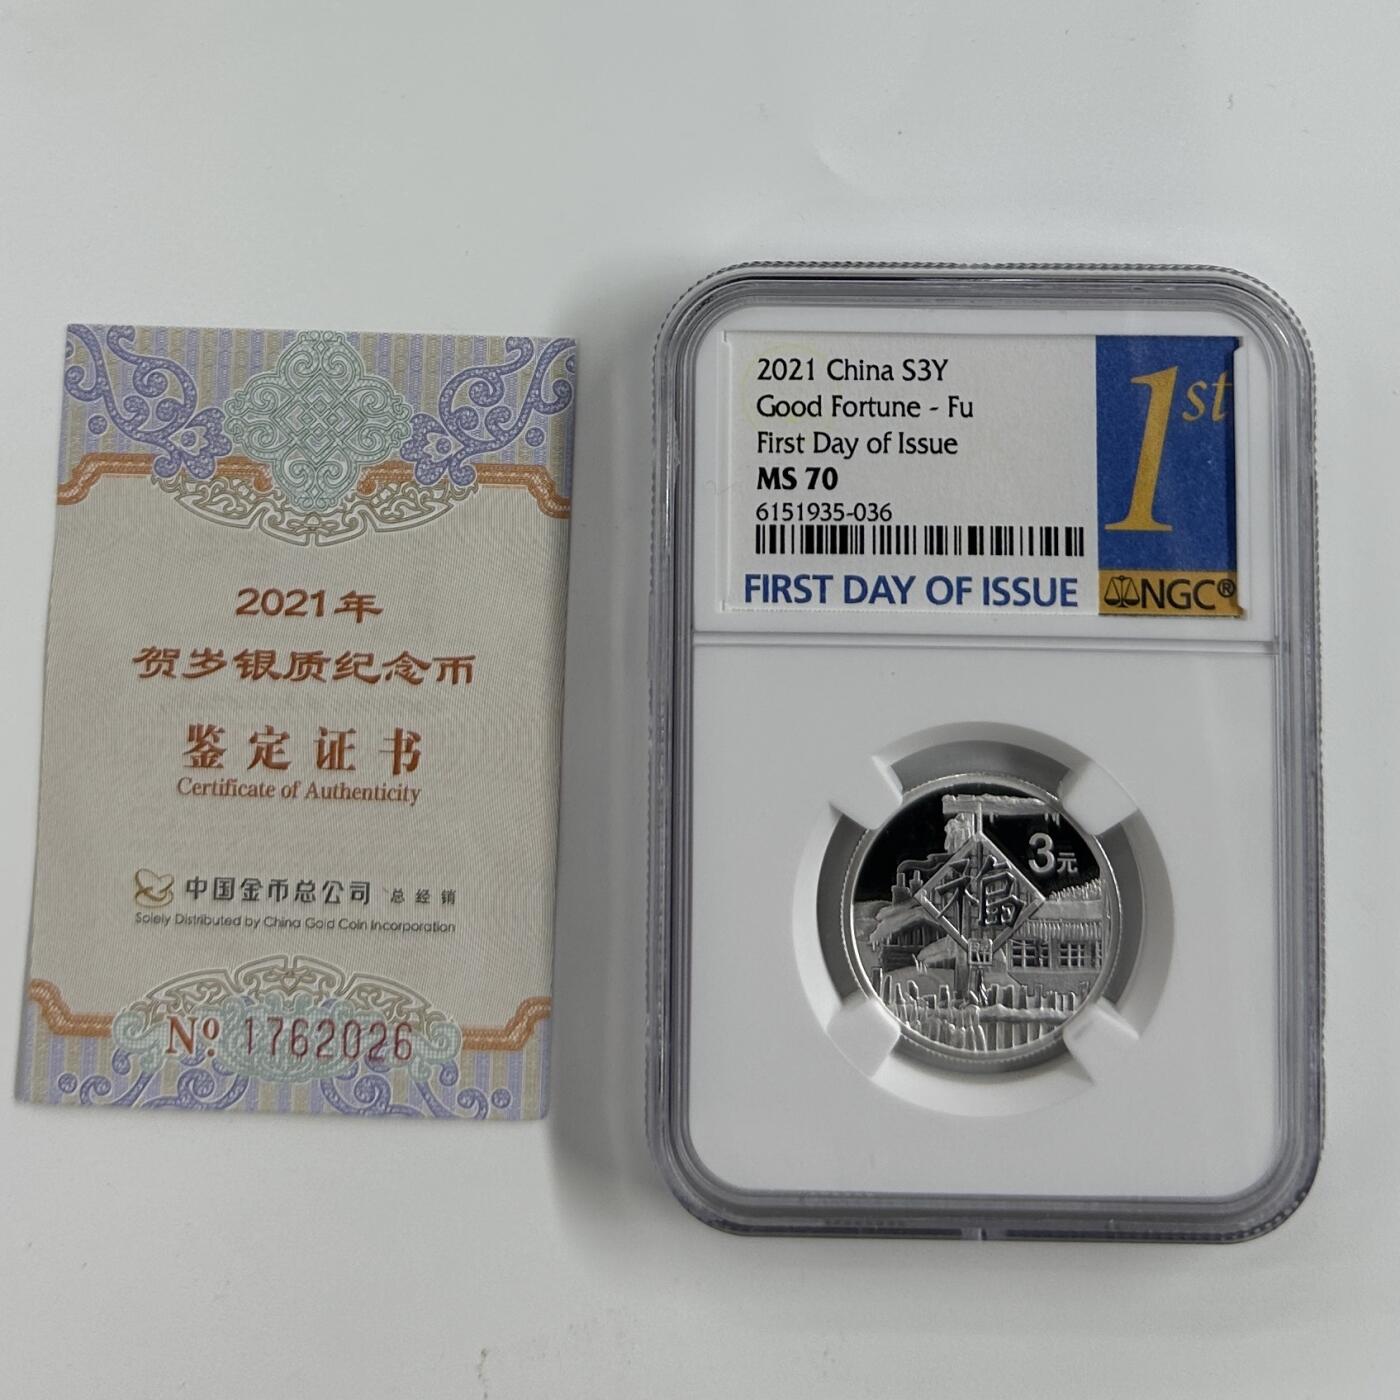 2021年
贺岁银质纪念币
鉴定证书
Certificate of Authenticity
中国金币总公司 总经销
Solely Distributed by China Gold Coin Incorporation
Nº 1762026
2021 China S3Y
Good Fortune - Fu
First Day of Issue
MS 70
6151935-036
FIRST DAY OF ISSUE
1st
NGC®
3元
福